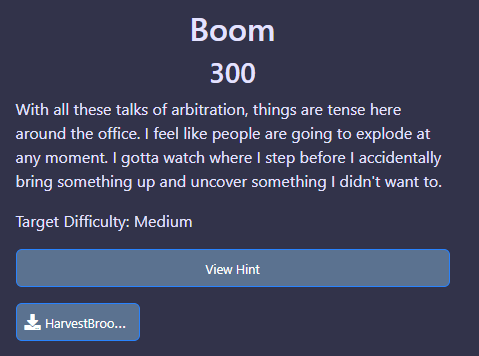 Boom
300
With all these talks of arbitration, things are tense here
around the office. I feel like people are going to explode at
any moment. I gotta watch where I step before I accidentally
bring something up and uncover something I didn't want to.
Target Difficulty: Medium
View Hint
HarvestBroo...